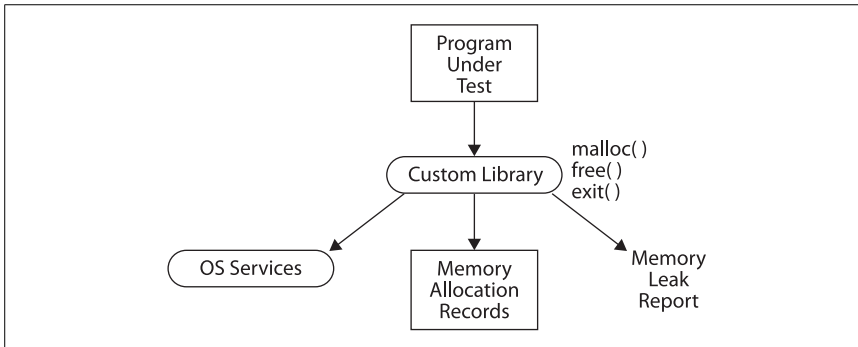 Program
Under
Test
Custom Library
malloc( )
free( )
exit( )
OS Services
Memory
Allocation
Records
Memory
Leak
Report